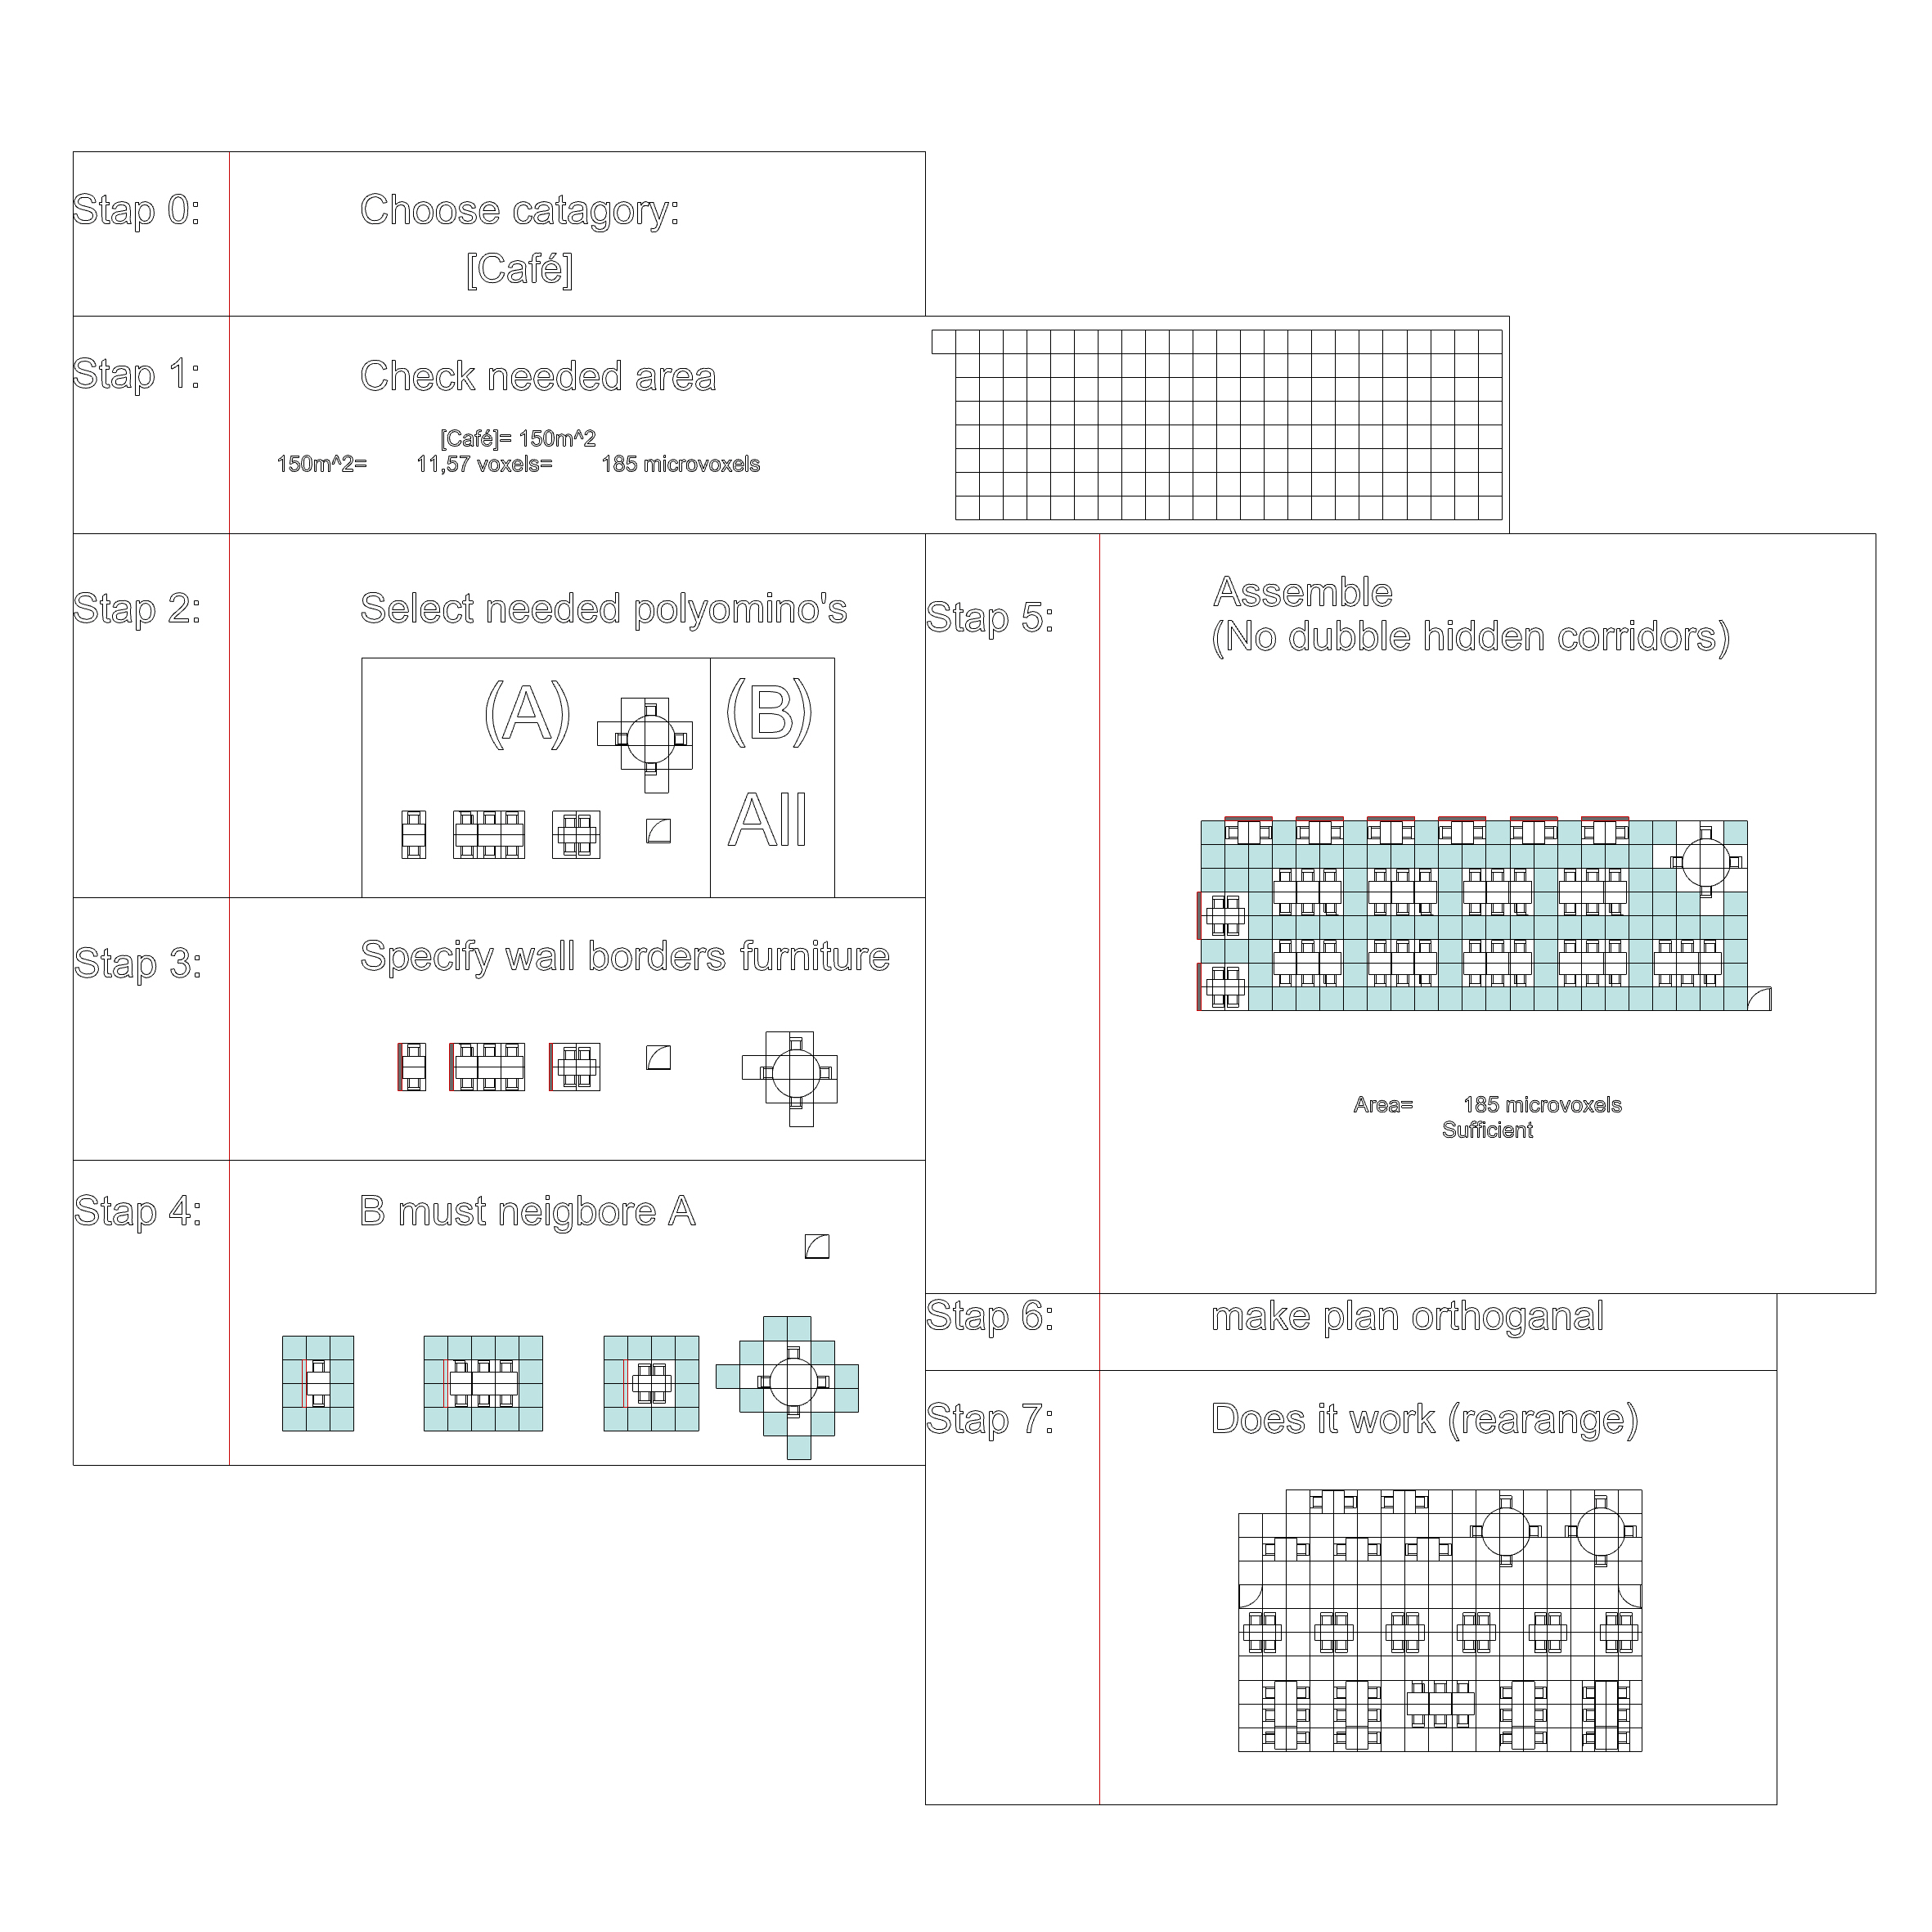 Stap 0:
Choose catagory:
[Café]
Stap 1:
Check needed area
[Café]= 150m^2
150m^2= 11,57 voxels= 185 microvoxels
Stap 2:
Select needed polyomino's
(A)
(B)
All
Stap 3:
Specify wall borders furniture
Stap 4:
B must neigbore A
Stap 5:
Assemble
(No dubble hidden corridors)
Area= 185 microvoxels
Sufficient
Stap 6:
make plan orthoganal
Stap 7:
Does it work (rearange)